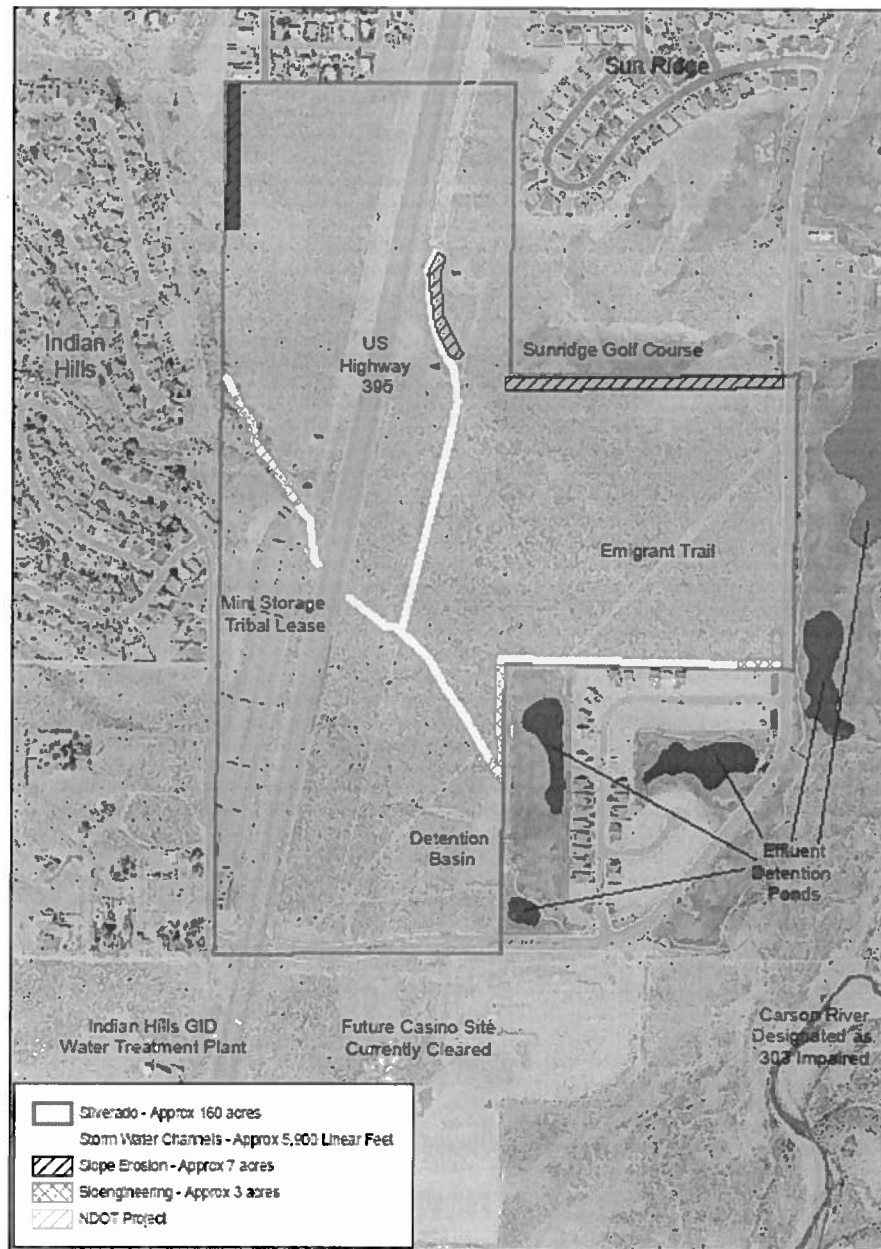 Sun Ridge
Indian
Hills
US
Highway
395
Sunridge Golf Course
Emigrant Trail
Mini Storage
Tribal Lease
Detention
Basin
Effluent
Detention
Ponds
Indian Hills GID
Water Treatment Plant
Future Casino Site
Currently Cleared
Carson River
Designated as
303 Impaired
Silverado - Approx 160 acres
Storm Water Channels - Approx 5,900 Linear Feet
Slope Erosion - Approx 7 acres
Bioengineering - Approx 3 acres
NDOT Project